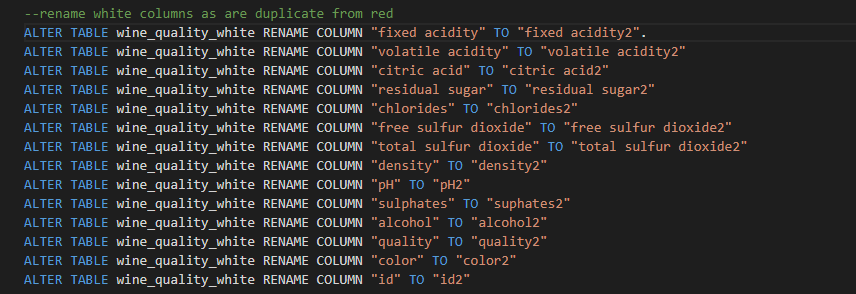 --rename white columns as are duplicate from red
ALTER TABLE wine_quality_white RENAME COLUMN "fixed acidity" TO "fixed acidity2".
ALTER TABLE wine_quality_white RENAME COLUMN "volatile acidity" TO "volatile acidity2"
ALTER TABLE wine_quality_white RENAME COLUMN "citric acid" TO "citric acid2"
ALTER TABLE wine_quality_white RENAME COLUMN "residual sugar" TO "residual sugar2"
ALTER TABLE wine_quality_white RENAME COLUMN "chlorides" TO "chlorides2"
ALTER TABLE wine_quality_white RENAME COLUMN "free sulfur dioxide" TO "free sulfur dioxide2"
ALTER TABLE wine_quality_white RENAME COLUMN "total sulfur dioxide" TO "total sulfur dioxide2"
ALTER TABLE wine_quality_white RENAME COLUMN "density" TO "density2"
ALTER TABLE wine_quality_white RENAME COLUMN "pH" TO "pH2"
ALTER TABLE wine_quality_white RENAME COLUMN "sulphates" TO "suphates2"
ALTER TABLE wine_quality_white RENAME COLUMN "alcohol" TO "alcohol2"
ALTER TABLE wine_quality_white RENAME COLUMN "quality" TO "quality2"
ALTER TABLE wine_quality_white RENAME COLUMN "color" TO "color2"
ALTER TABLE wine_quality_white RENAME COLUMN "id" TO "id2"